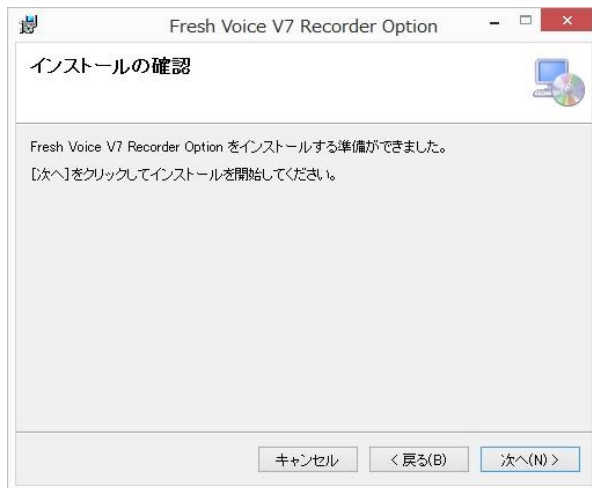 Fresh Voice V7 Recorder Option
インストールの確認
Fresh Voice V7 Recorder Option をインストールする準備ができました。
[次へ]をクリックしてインストールを開始してください。
キャンセル
< 戻る(B)
次へ(N) >